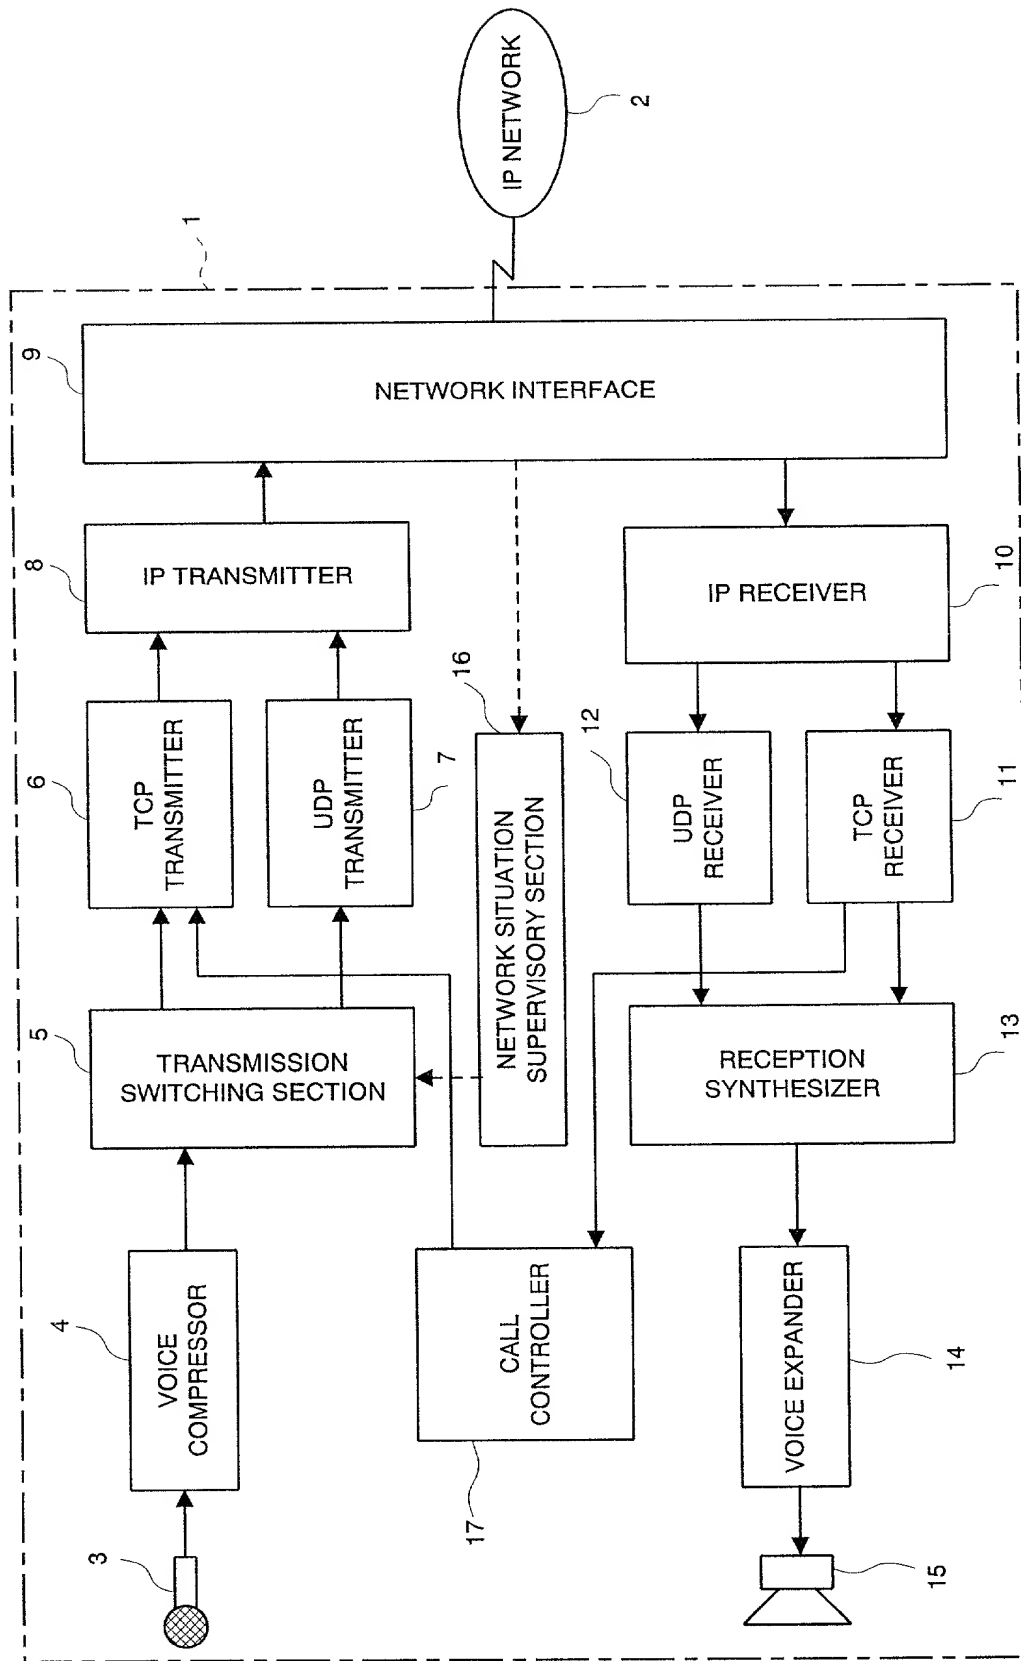 1
IP NETWORK
2
9
NETWORK INTERFACE
8
IP TRANSMITTER
10
IP RECEIVER
6
TCP
TRANSMITTER
7
UDP
TRANSMITTER
16
NETWORK SITUATION
SUPERVISORY SECTION
12
UDP
RECEIVER
11
TCP
RECEIVER
5
TRANSMISSION
SWITCHING SECTION
13
RECEPTION
SYNTHESIZER
4
VOICE
COMPRESSOR
CALL
CONTROLLER
17
VOICE EXPANDER
14
3
15